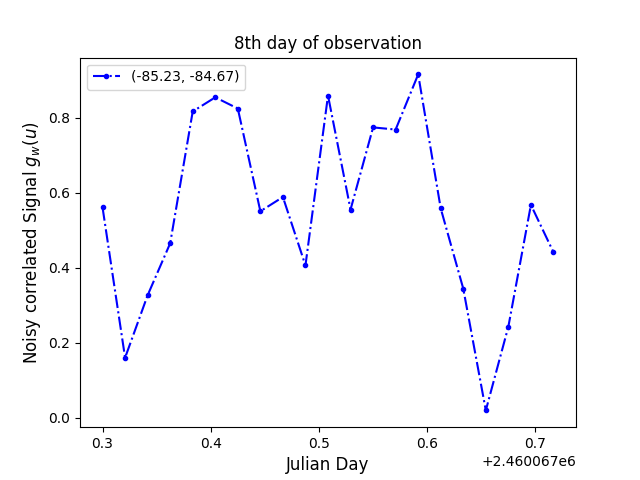 8th day of observation
(-85.23, -84.67)
Noisy correlated Signal g_w(u)
0.8
0.6
0.4
0.2
0.0
0.3 0.4 0.5 0.6 0.7
+2.460067e6
Julian Day